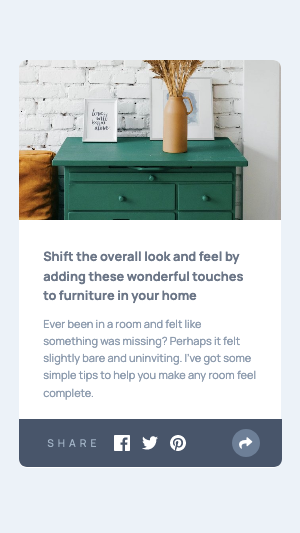 Shift the overall look and feel by
adding these wonderful touches
to furniture in your home
Ever been in a room and felt like
something was missing? Perhaps it felt
slightly bare and uninviting. I've got some
simple tips to help you make any room feel
complete.
SHARE